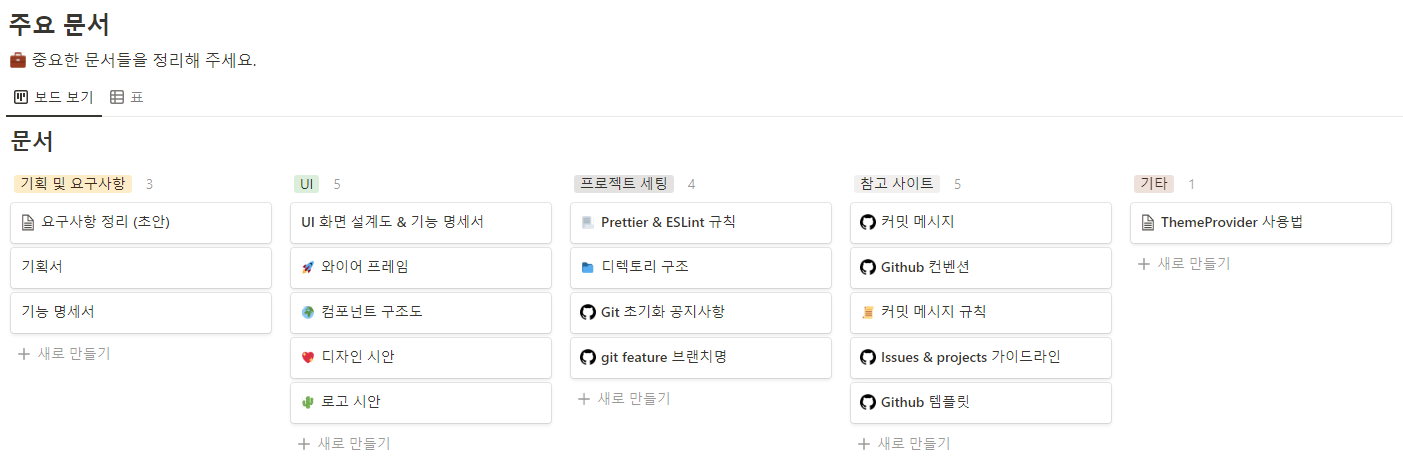 주요 문서
💼 중요한 문서들을 정리해 주세요.
보드 보기 표
문서
기획 및 요구사항 3
요구사항 정리 (초안)
기획서
기능 명세서
+ 새로 만들기
UI 5
UI 화면 설계도 & 기능 명세서
🚀 와이어 프레임
🌍 컴포넌트 구조도
💖 디자인 시안
🌵 로고 시안
+ 새로 만들기
프로젝트 세팅 4
📃 Prettier & ESLint 규칙
📁 디렉토리 구조
Git 초기화 공지사항
git feature 브랜치명
+ 새로 만들기
참고 사이트 5
커밋 메시지
Github 컨벤션
📜 커밋 메시지 규칙
Issues & projects 가이드라인
Github 템플릿
+ 새로 만들기
기타 1
ThemeProvider 사용법
+ 새로 만들기